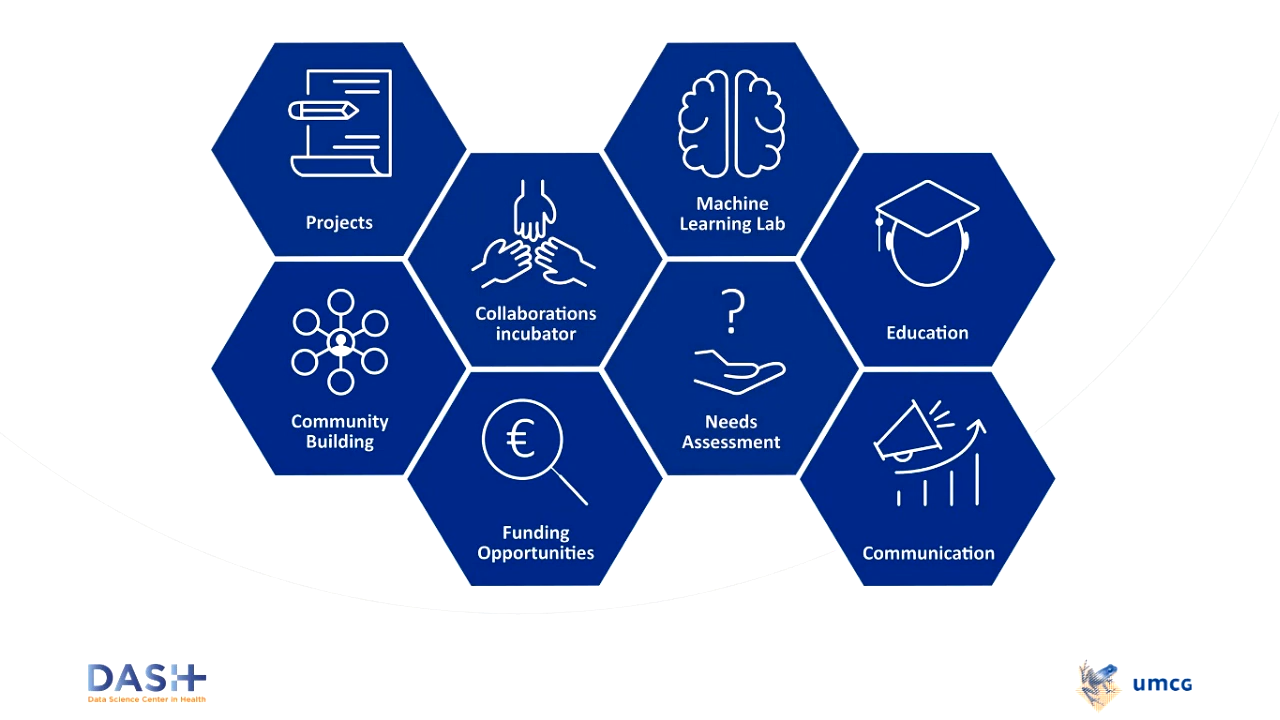 Projects
Machine
Learning Lab
Collaborations
incubator
Education
Community
Building
?
Needs
Assessment
€
Funding
Opportunities
Communication
DASH
Data Science Center in Health
umcg